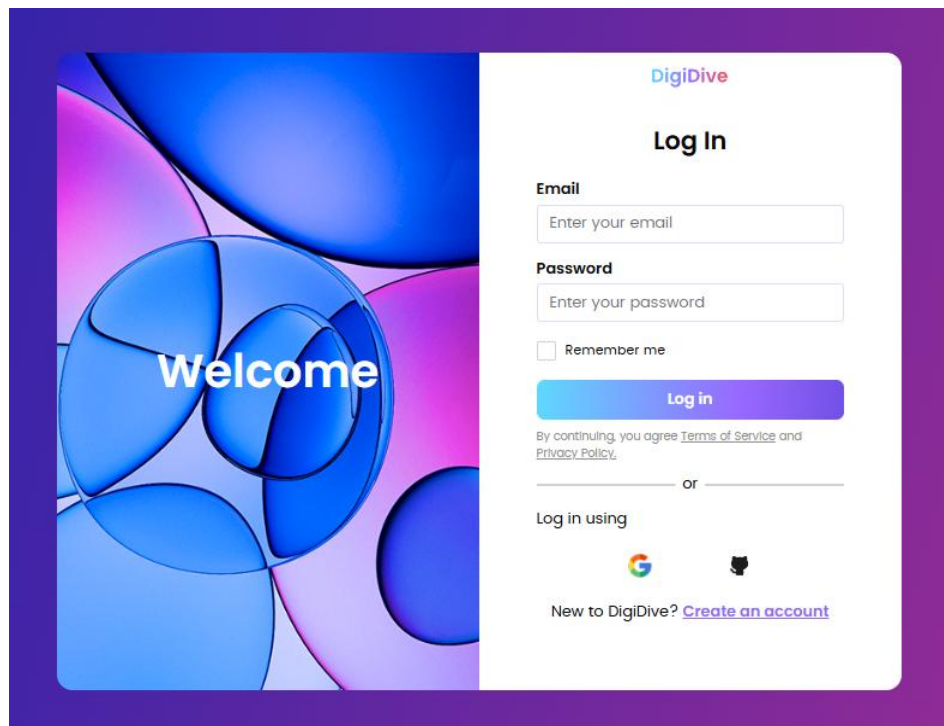 DigiDive
Log In
Email
Enter your email
Password
Enter your password
Remember me
Welcome
Log in
By continuing, you agree Terms of Service and
Privacy Policy.
or
Log in using
New to DigiDive? Create an account